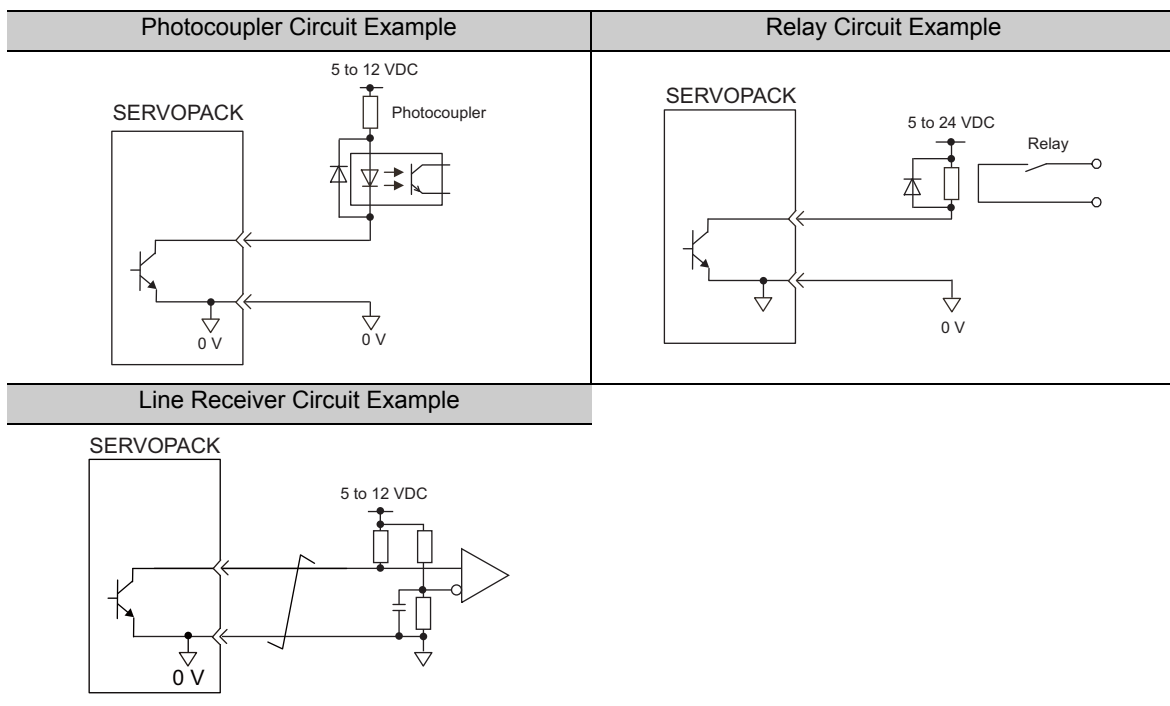 Photocoupler Circuit Example
Relay Circuit Example
5 to 12 VDC
SERVOPACK
Photocoupler
0 V
0 V
SERVOPACK
5 to 24 VDC
Relay
0 V
Line Receiver Circuit Example
SERVOPACK
5 to 12 VDC
0 V